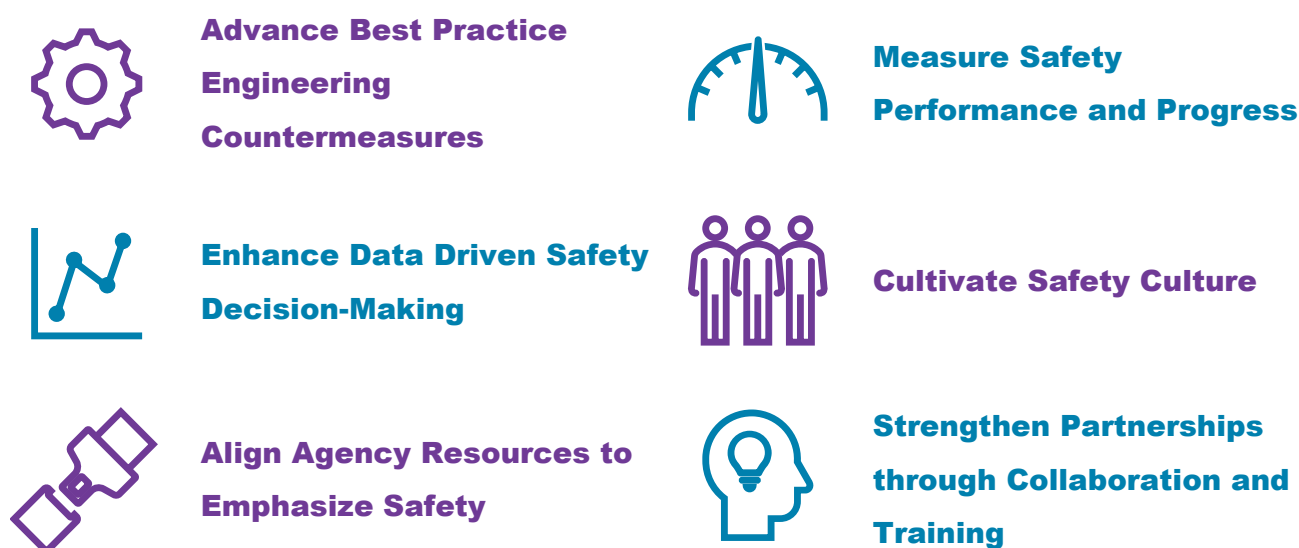 Advance Best Practice
Engineering
Countermeasures
Measure Safety
Performance and Progress
Enhance Data Driven Safety
Decision-Making
Cultivate Safety Culture
Align Agency Resources to
Emphasize Safety
Strengthen Partnerships
through Collaboration and
Training